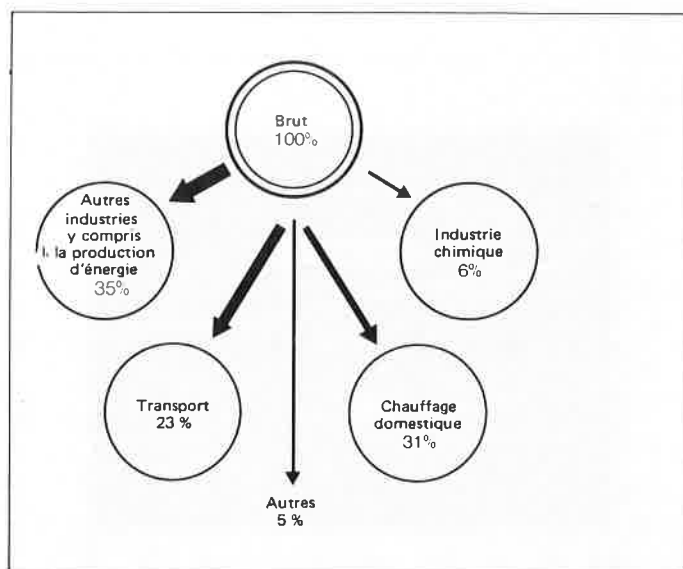 Brut
100%
Autres
industries
y compris
la production
d'énergie
35%
Industrie
chimique
6%
Transport
23 %
Chauffage
domestique
31%
Autres
5 %